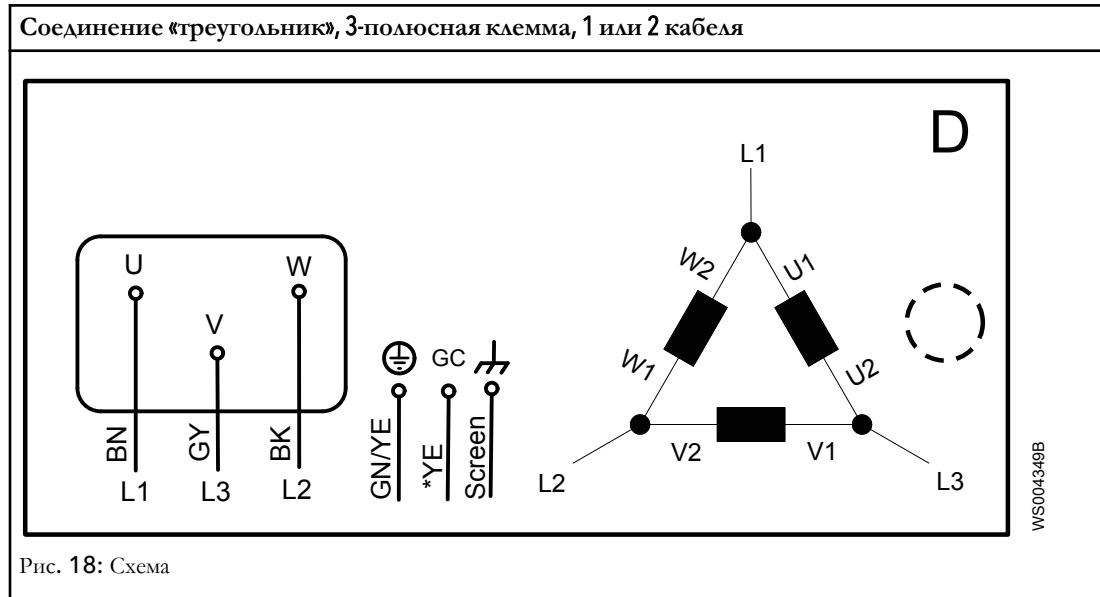 Соединение «треугольник», 3-полюсная клемма, 1 или 2 кабеля
D
L1
U
W
V
W2
U1
GC
W1
U2
BN
GY
BK
GN/YE
*YE
Screen
V2
V1
L1
L3
L2
L2
L3
WS004349B
Рис. 18: Схема